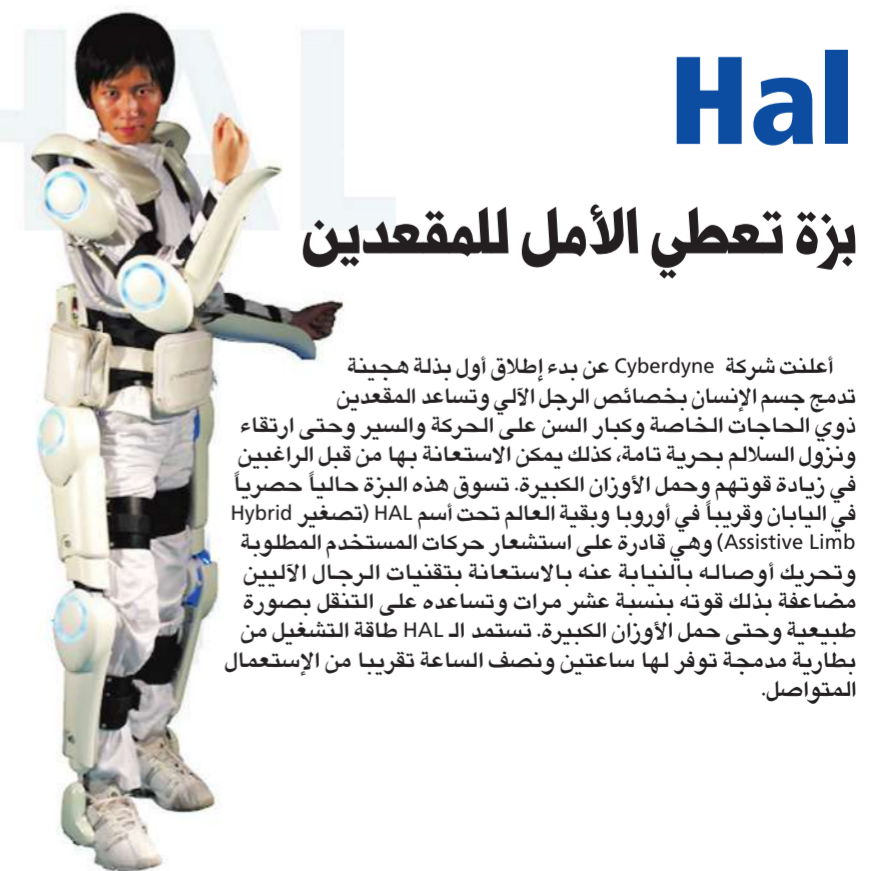 HAL
Hal
بزة تعطي الأمل للمقعدين
أعلنت شركة Cyberdyne عن بدء إطلاق أول بذلة هجينة
تدمج جسم الإنسان بخصائص الرجل الآلي وتساعد المقعدين
ذوي الحاجات الخاصة وكبار السن على الحركة والسير وحتى ارتقاء
ونزول السلالم بحرية تامة، كذلك يمكن الاستعانة بها من قبل الراغبين
في زيادة قوتهم وحمل الأوزان الكبيرة. تسوق هذه البزة حالياً حصرياً
في اليابان وقريباً في أوروبا وبقية العالم تحت أسم HAL (تصغير Hybrid
Assistive Limb) وهي قادرة على استشعار حركات المستخدم المطلوبة
وتحريك أوصاله بالنيابة عنه بالاستعانة بتقنيات الرجال الآليين
مضاعفة بذلك قوته بنسبة عشر مرات وتساعده على التنقل بصورة
طبيعية وحتى حمل الأوزان الكبيرة. تستمد الـ HAL طاقة التشغيل من
بطارية مدمجة توفر لها ساعتين ونصف الساعة تقريبا من الإستعمال
المتواصل.